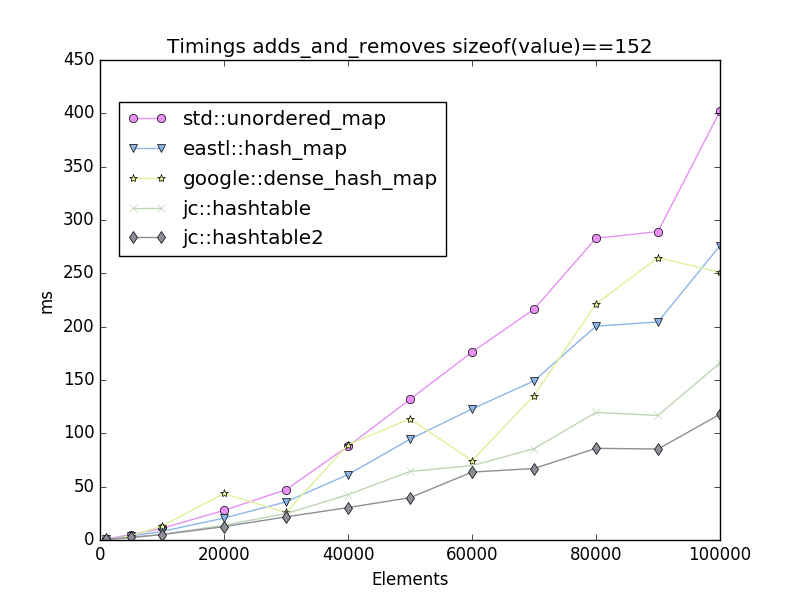 Timings adds_and_removes sizeof(value)==152
450
400
350
300
250
200
150
100
50
0
ms
std::unordered_map
eastl::hash_map
google::dense_hash_map
jc::hashtable
jc::hashtable2
0 20000 40000 60000 80000 100000
Elements